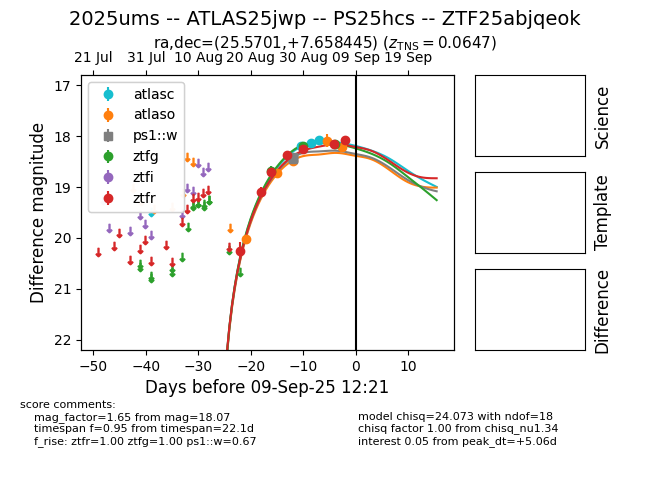 2025ums -- ATLAS25jwp -- PS25hcs -- ZTF25abjqeok
ra,dec=(25.5701,+7.658445) (zTNS = 0.0647)
21 Jul 31 Jul 10 Aug 20 Aug 30 Aug 09 Sep 19 Sep
17
18
19
20
21
22
Difference magnitude
atlasc
atlaso
ps1::w
ztfg
ztfi
ztfr
−50 −40 −30 −20 −10 0 10
Days before 09-Sep-25 12:21
Science
Template
Difference
score comments:
mag_factor=1.65 from mag=18.07
timespan f=0.95 from timespan=22.1d
f_rise: ztfr=1.00 ztfg=1.00 ps1::w=0.67
model chisq=24.073 with ndof=18
chisq factor 1.00 from chisq_nu1.34
interest 0.05 from peak_dt=+5.06d